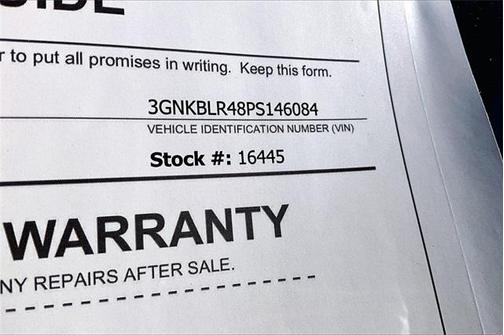 IDE
r to put all promises in writing. Keep this form.
3GNKBLR48PS146084
VEHICLE IDENTIFICATION NUMBER (VIN)
Stock #: 16445
WARRANTY
NY REPAIRS AFTER SALE.